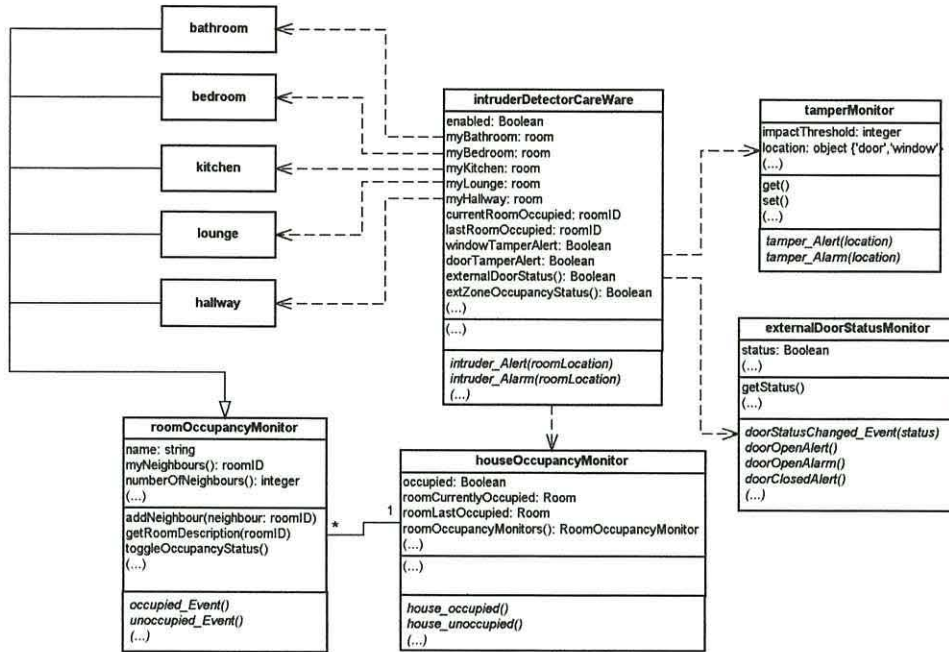 bathroom
bedroom
kitchen
lounge
hallway
intruderDetectorCareWare
enabled: Boolean
myBathroom: room
myBedroom: room
myKitchen: room
myLounge: room
myHallway: room
currentRoomOccupied: roomID
lastRoomOccupied: roomID
windowTamperAlert: Boolean
doorTamperAlert: Boolean
externalDoorStatus(): Boolean
extZoneOccupancyStatus(): Boolean
(...)
(...)
intruder_Alert(roomLocation)
intruder_Alarm(roomLocation)
(...)
tamperMonitor
impactThreshold: integer
location: object {'door','window'}
(...)
get()
set()
(...)
tamper_Alert(location)
tamper_Alarm(location)
externalDoorStatusMonitor
status: Boolean
(...)
getStatus()
(...)
doorStatusChanged_Event(status)
doorOpenAlert()
doorOpenAlarm()
doorClosedAlert()
(...)
roomOccupancyMonitor
name: string
myNeighbours(): roomID
numberOfNeighbours(): integer
(...)
addNeighbour(neighbour: roomID)
getRoomDescription(roomID)
toggleOccupancyStatus()
(...)
occupied_Event()
unoccupied_Event()
(...)
*
1
houseOccupancyMonitor
occupied: Boolean
roomCurrentlyOccupied: Room
roomLastOccupied: Room
roomOccupancyMonitors(): RoomOccupancyMonitor
(...)
(...)
house_occupied()
house_unoccupied()
(...)